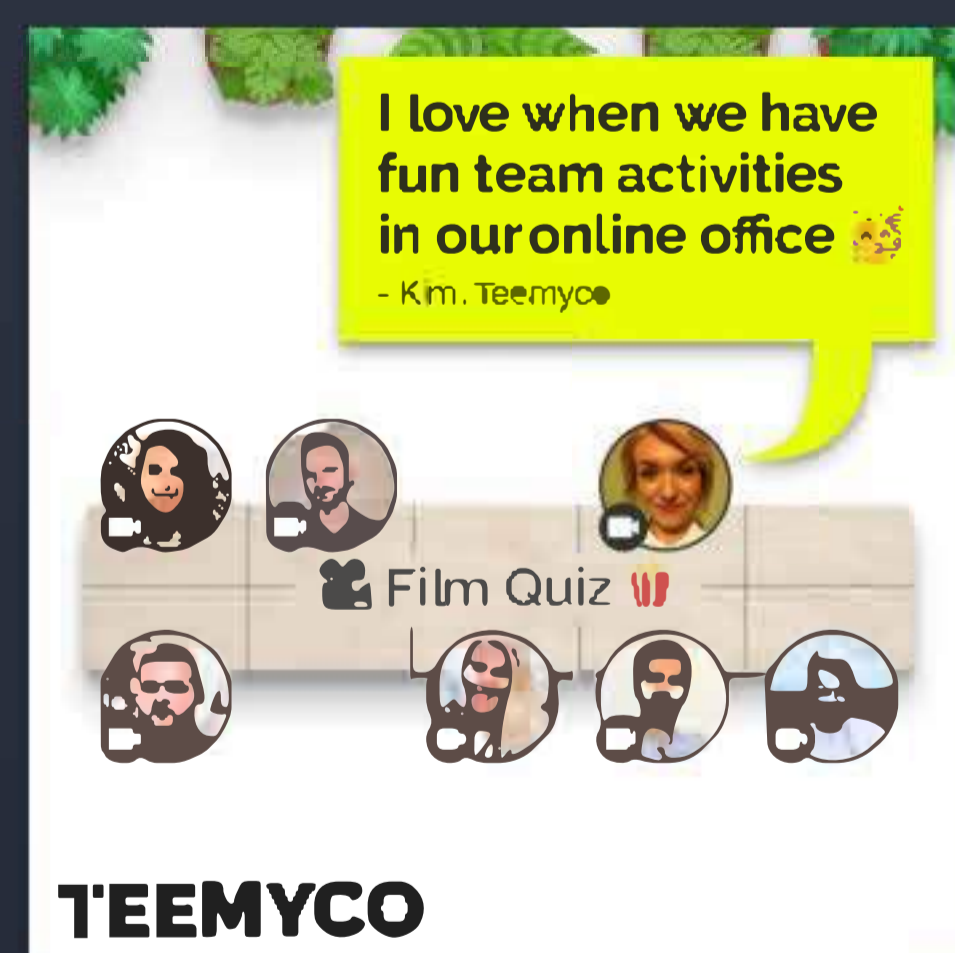 I love when we have
fun team activities
in our online office 🥳
- Kim. Teemyco
Film Quiz
TEEMYCO